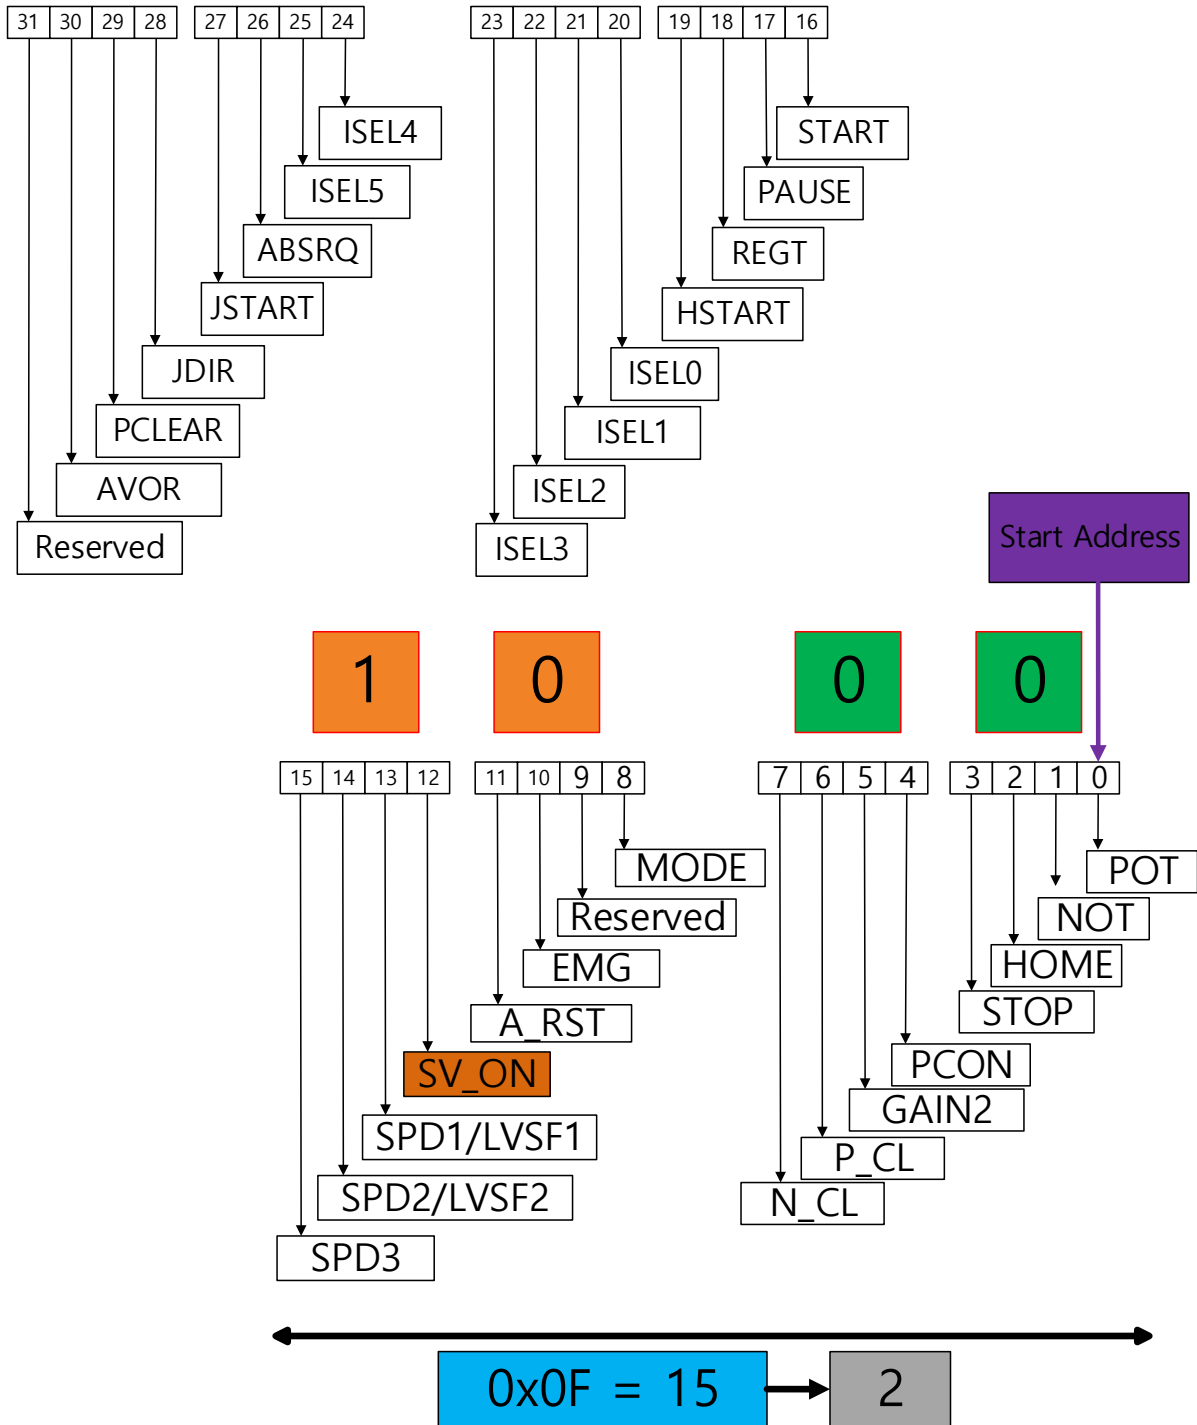 31 30 29 28 27 26 25 24 23 22 21 20 19 18 17 16
ISEL4 START
ISEL5 PAUSE
ABSRQ REGT
JSTART HSTART
JDIR ISEL0
PCLEAR ISEL1
AVOR ISEL2
Reserved ISEL3
Start Address
1 0 0 0
15 14 13 12 11 10 9 8 7 6 5 4 3 2 1 0
MODE POT
Reserved NOT
EMG HOME
A_RST STOP
SV_ON PCON
SPD1/LVSF1 GAIN2
SPD2/LVSF2 P_CL
SPD3 N_CL
0x0F = 15 2